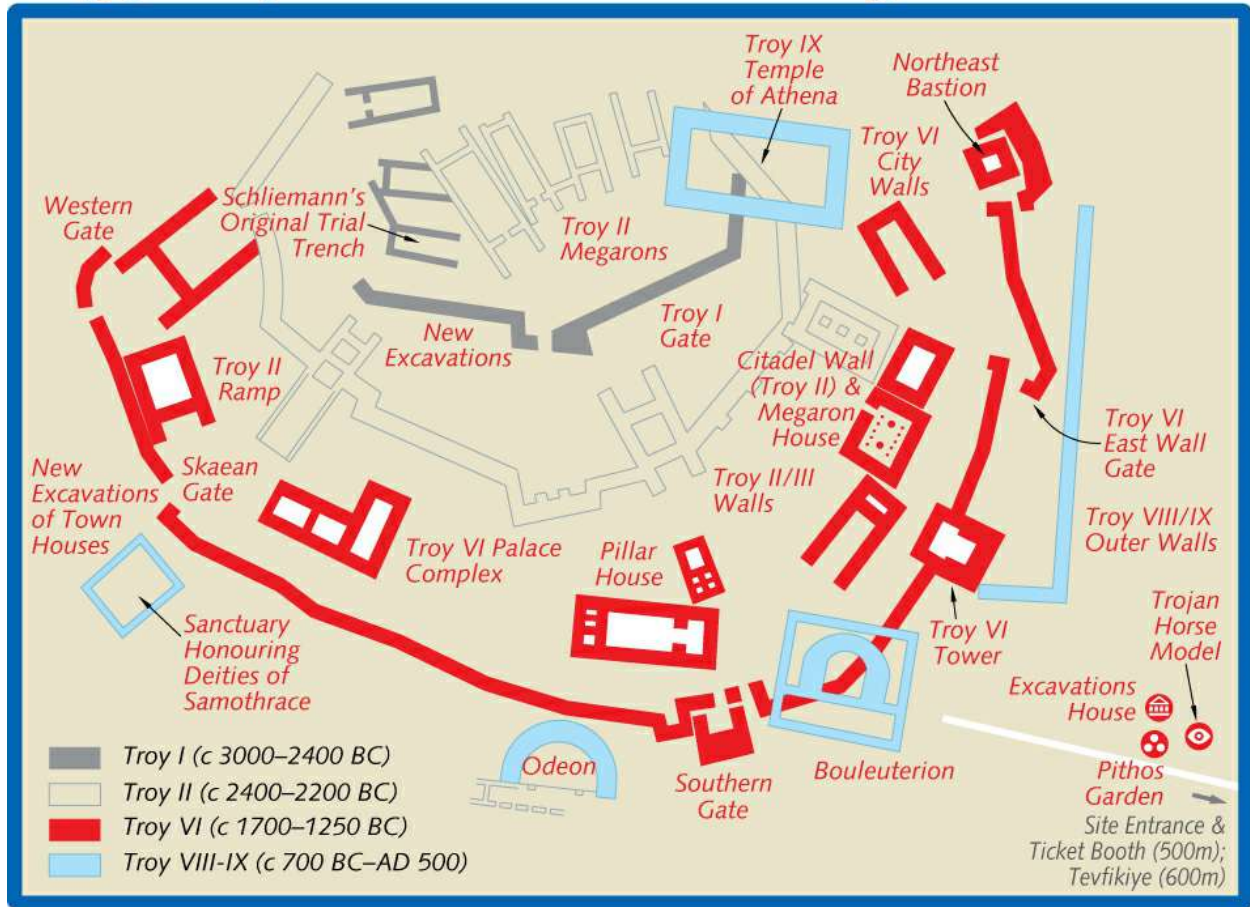 Troy IX
Temple
of Athena
Northeast
Bastion
Troy VI
City
Walls
Western
Gate
Schliemann's
Original Trial
Trench
Troy II
Megarons
New
Excavations
Troy I
Gate
Troy II
Ramp
Citadel Wall
(Troy II) &
Megaron
House
Troy VI
East Wall
Gate
New
Excavations
of Town
Houses
Skaean
Gate
Troy II/III
Walls
Troy VIII/IX
Outer Walls
Troy VI Palace
Complex
Pillar
House
Sanctuary
Honouring
Deities of
Samothrace
Troy VI
Tower
Trojan
Horse
Model
Excavations
House
Odeon
Southern
Gate
Bouleuterion
Pithos
Garden
Site Entrance &
Ticket Booth (500m);
Tevfikiye (600m)
Troy I (c 3000–2400 BC)
Troy II (c 2400–2200 BC)
Troy VI (c 1700–1250 BC)
Troy VIII-IX (c 700 BC–AD 500)